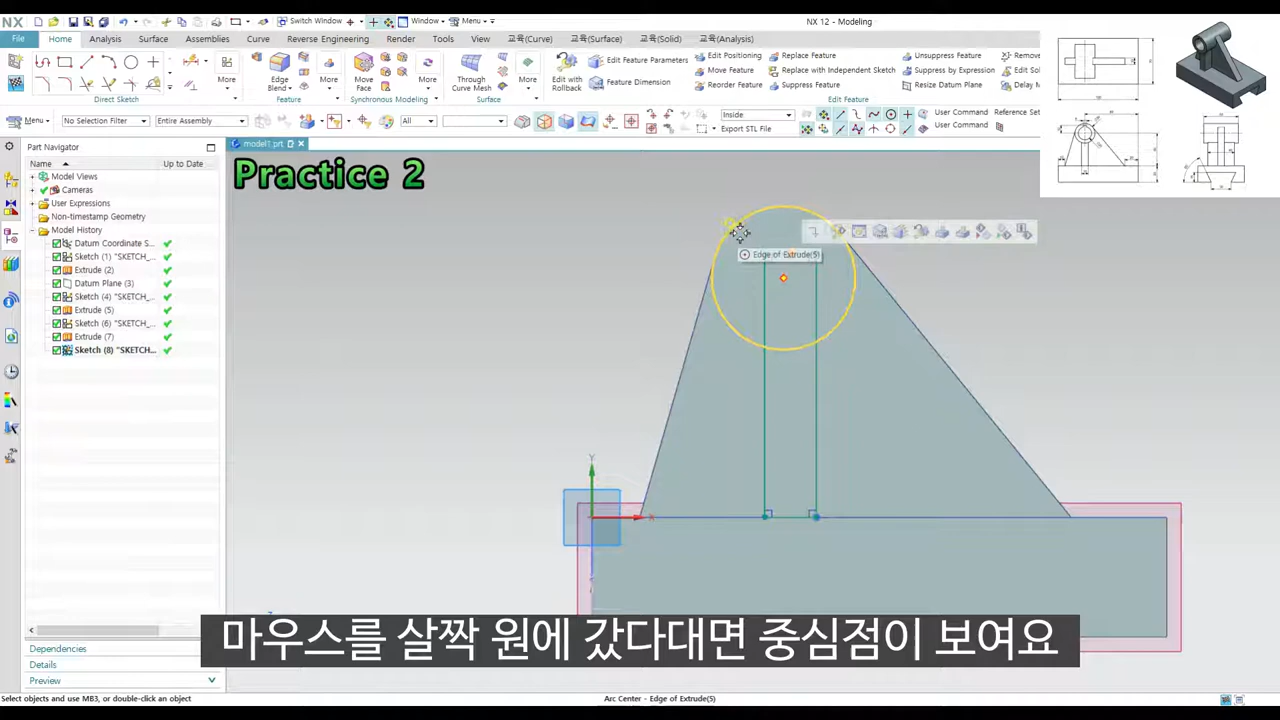 NX
Switch Window
Window
Menu
NX 12 - Modeling
File
Home
Analysis
Surface
Assemblies
Curve
Reverse Engineering
Render
Tools
View
교육(Curve)
교육(Surface)
교육(Solid)
교육(Analysis)
More
Direct Sketch
Edge
Blend
More
Feature
Move
Face
More
Synchronous Modeling
Through
Curve Mesh
More
Surface
Edit with
Rollback
Edit Feature Parameters
Feature Dimension
Edit Positioning
Move Feature
Reorder Feature
Replace Feature
Replace with Independent Sketch
Suppress Feature
Unsuppress Feature
Suppress by Expression
Resize Datum Plane
Edit Feature
Menu
No Selection Filter
Entire Assembly
All
Inside
Export STL File
User Command
User Command
Reference Set
Part Navigator
model1.prt
Name
Up to Date
Model Views
Cameras
User Expressions
Non-timestamp Geometry
Model History
Datum Coordinate S...
Sketch (1) "SKETCH_...
Extrude (2)
Datum Plane (3)
Sketch (4) "SKETCH_...
Extrude (5)
Sketch (6) "SKETCH_...
Extrude (7)
Sketch (8) "SKETCH...
Dependencies
Details
Preview
Practice 2
Edge of Extrude(5)
Y
X
마우스를 살짝 원에 갔다대면 중심점이 보여요
Select objects and use MB3, or double-click an object
Arc Center - Edge of Extrude(5)